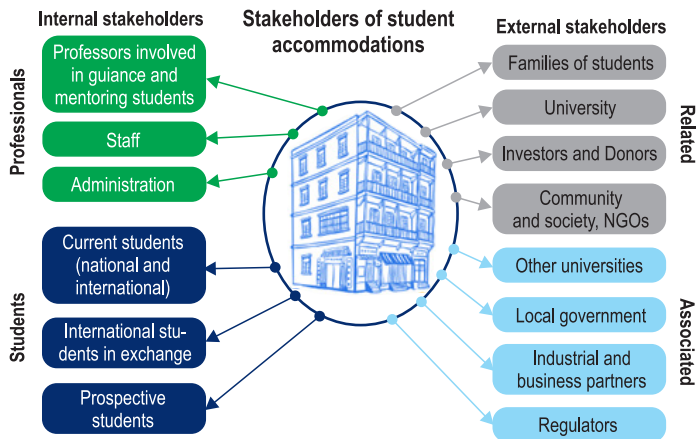 Internal stakeholders
Stakeholders of student
accommodations
External stakeholders
Professionals
Professors involved
in guiance and
mentoring students
Staff
Administration
Students
Current students
(national and
international)
International stu-
dents in exchange
Prospective
students
Related
Families of students
University
Investors and Donors
Community
and society, NGOs
Associated
Other universities
Local government
Industrial and
business partners
Regulators